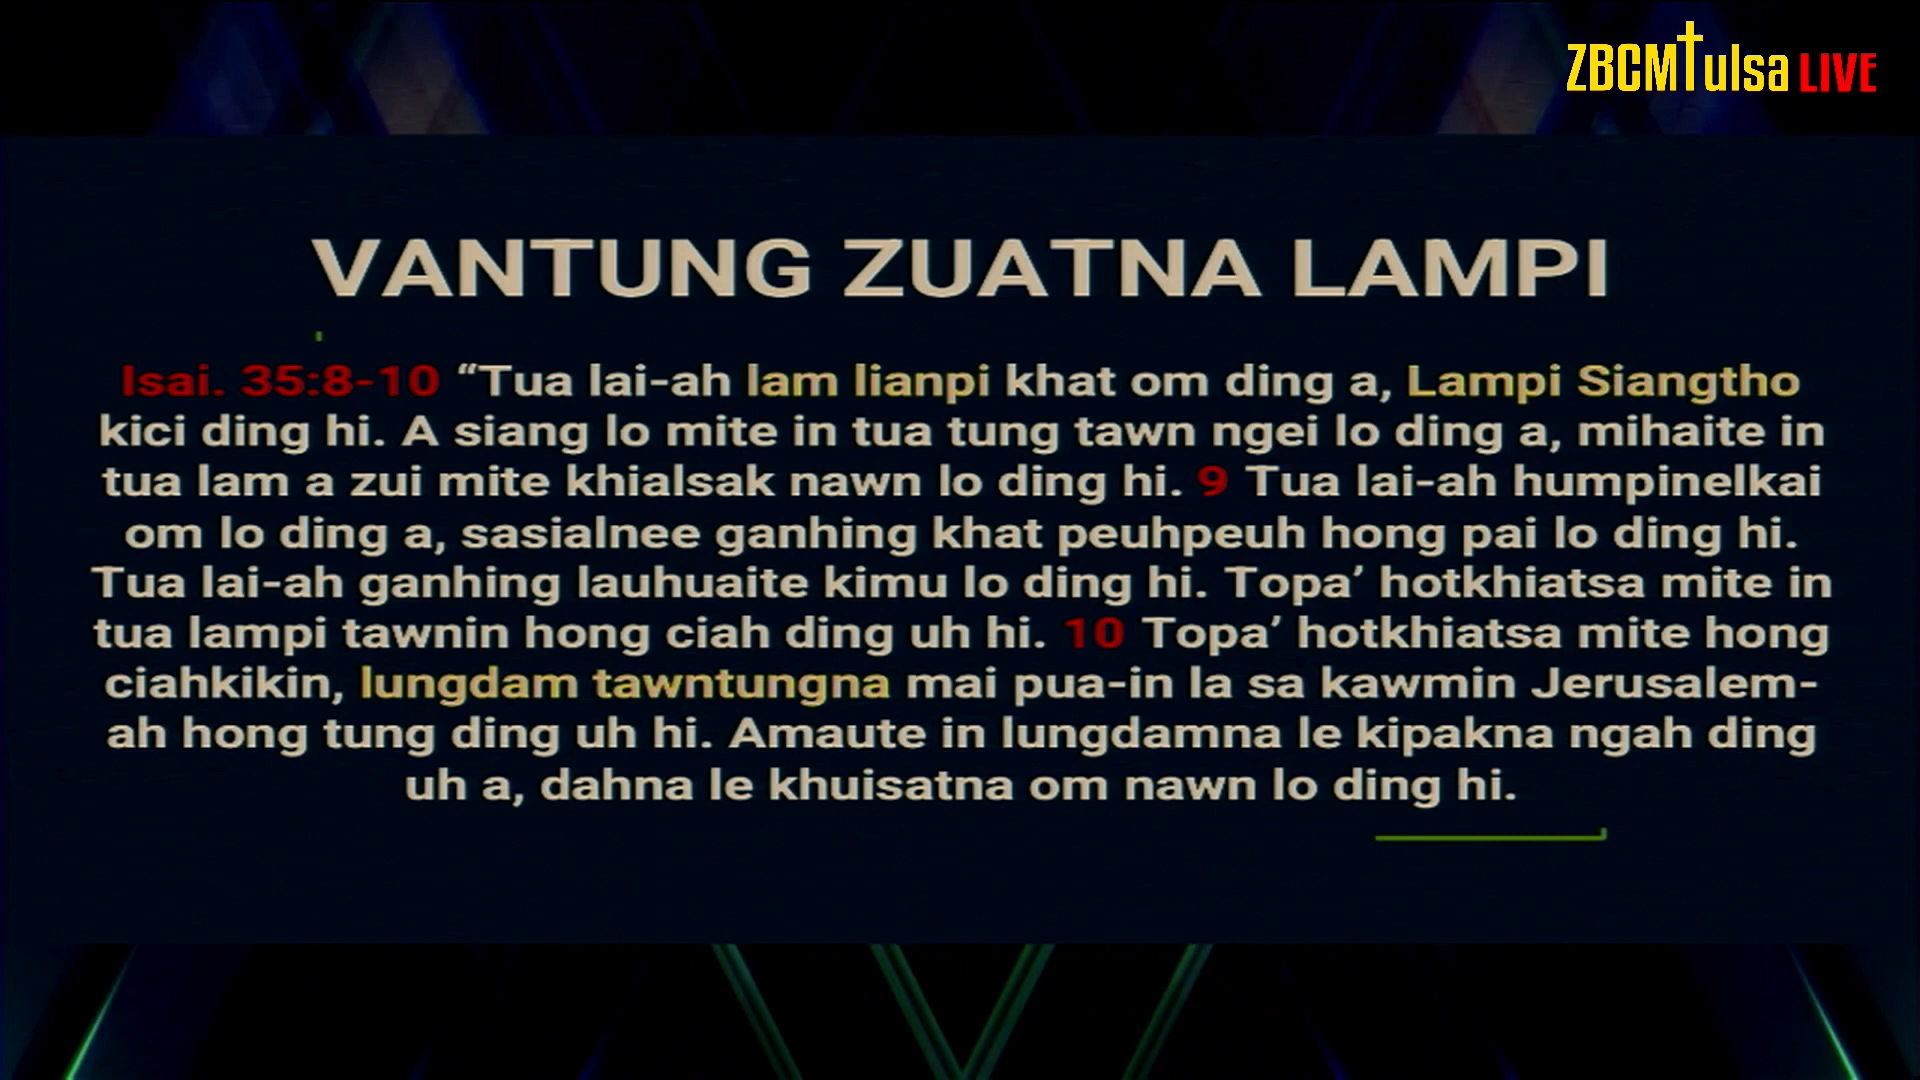 ZBCMTulsa LIVE
VANTUNG ZUATNA LAMPI
Isai. 35:8-10 “Tua lai-ah lam lianpi khat om ding a, Lampi Siangtho
kici ding hi. A siang lo mite in tua tung tawn ngei lo ding a, mihaite in
tua lam a zui mite khialsak nawn lo ding hi. 9 Tua lai-ah humpinelkai
om lo ding a, sasialnee ganhing khat peuhpeuh hong pai lo ding hi.
Tua lai-ah ganhing lauhuaite kimu lo ding hi. Topa’ hotkhiatsa mite in
tua lampi tawnin hong ciah ding uh hi. 10 Topa’ hotkhiatsa mite hong
ciahkikin, lungdam tawntungna mai pua-in la sa kawmin Jerusalem-
ah hong tung ding uh hi. Amaute in lungdamna le kipakna ngah ding
uh a, dahna le khuisatna om nawn lo ding hi.